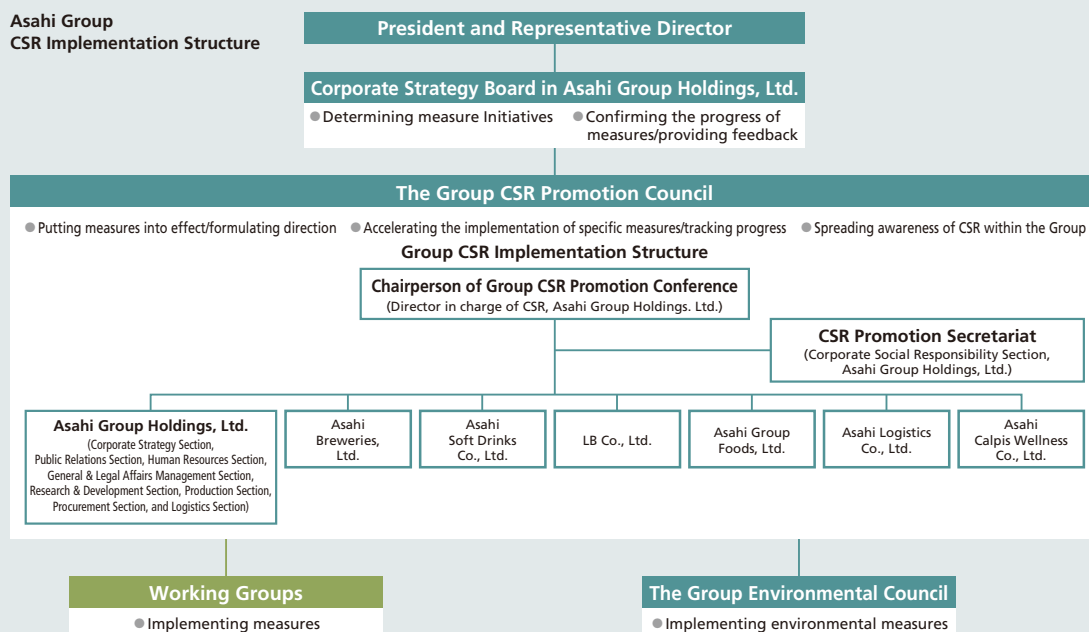 Asahi Group
CSR Implementation Structure
President and Representative Director
Corporate Strategy Board in Asahi Group Holdings, Ltd.
● Determining measure Initiatives
● Confirming the progress of
measures/providing feedback
The Group CSR Promotion Council
● Putting measures into effect/formulating direction
● Accelerating the implementation of specific measures/tracking progress
● Spreading awareness of CSR within the Group
Group CSR Implementation Structure
Chairperson of Group CSR Promotion Conference
(Director in charge of CSR, Asahi Group Holdings. Ltd.)
CSR Promotion Secretariat
(Corporate Social Responsibility Section,
Asahi Group Holdings, Ltd.)
Asahi Group Holdings, Ltd.
(Corporate Strategy Section,
Public Relations Section, Human Resources Section,
General & Legal Affairs Management Section,
Research & Development Section, Production Section,
Procurement Section, and Logistics Section)
Asahi
Breweries,
Ltd.
Asahi
Soft Drinks
Co., Ltd.
LB Co., Ltd.
Asahi Group
Foods, Ltd.
Asahi Logistics
Co., Ltd.
Asahi
Calpis Wellness
Co., Ltd.
Working Groups
● Implementing measures
The Group Environmental Council
● Implementing environmental measures